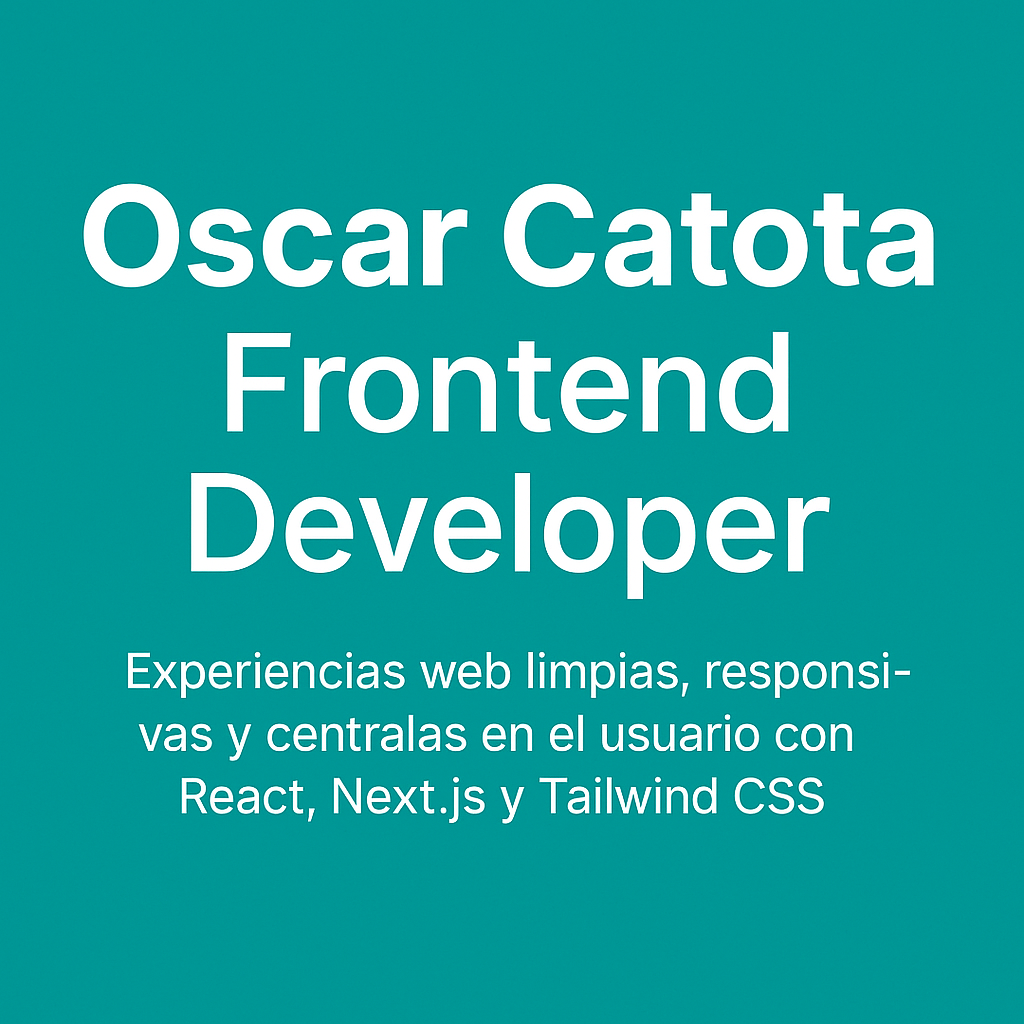 Oscar Catota
Frontend
Developer
Experiencias web limpias, responsi-
vas y centralas en el usuario con
React, Next.js y Tailwind CSS